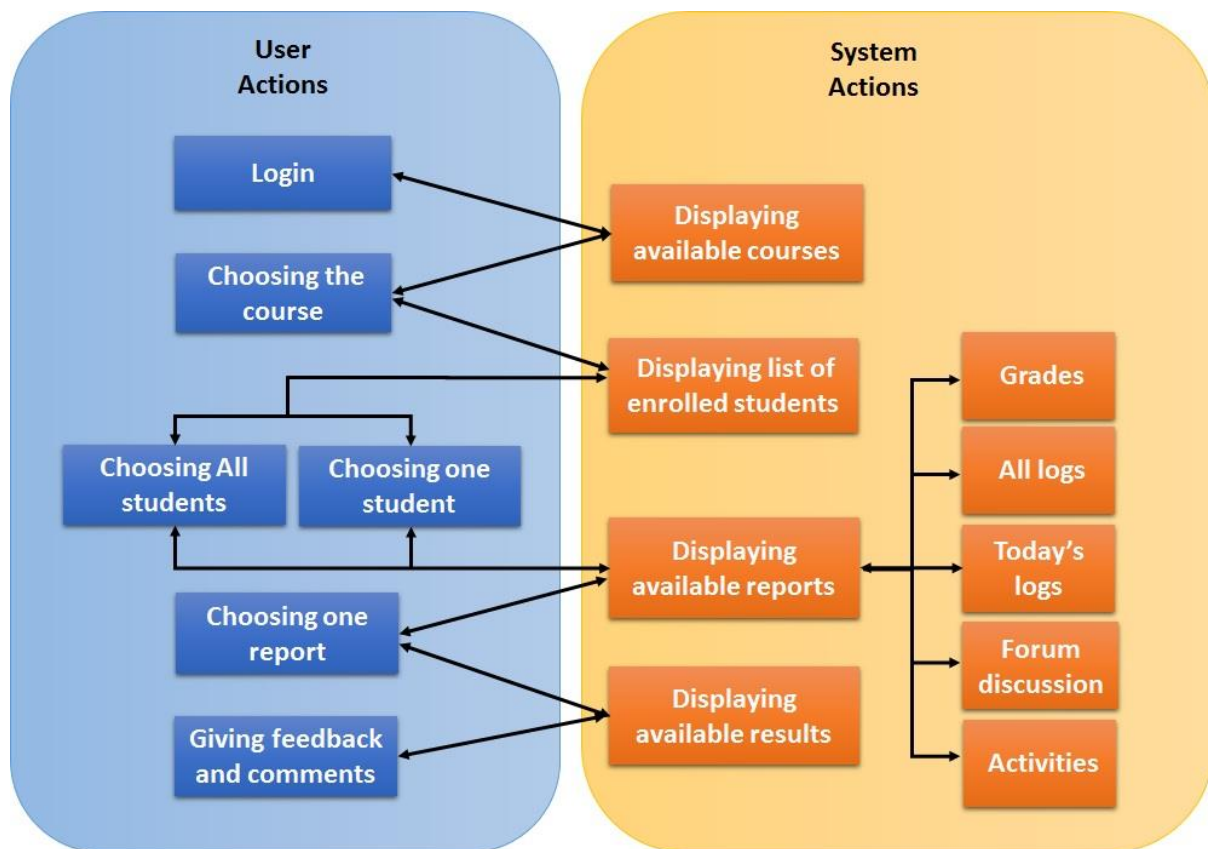 User
Actions
System
Actions
Login
Displaying
available courses
Choosing the
course
Displaying list of
enrolled students
Grades
Choosing All
students
Choosing one
student
All logs
Displaying
available reports
Today's
logs
Choosing one
report
Forum
discussion
Displaying
available results
Giving feedback
and comments
Activities